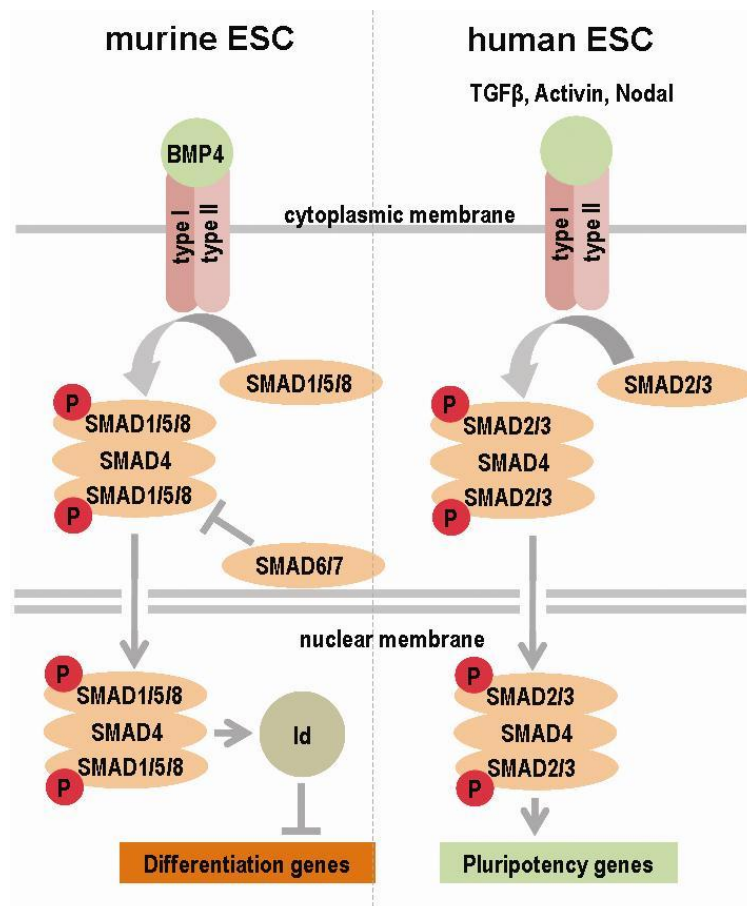 murine ESC
human ESC
TGFβ, Activin, Nodal
BMP4
type I
type II
type I
type II
cytoplasmic membrane
SMAD1/5/8
SMAD2/3
P
SMAD1/5/8
SMAD4
SMAD1/5/8
P
P
SMAD2/3
SMAD4
SMAD2/3
P
SMAD6/7
nuclear membrane
P
SMAD1/5/8
SMAD4
SMAD1/5/8
P
Id
P
SMAD2/3
SMAD4
SMAD2/3
P
Differentiation genes
Pluripotency genes